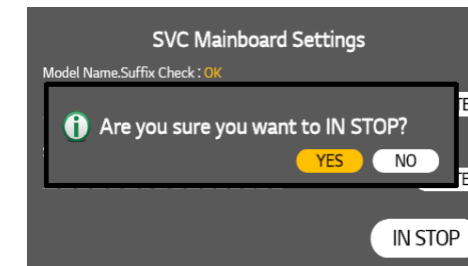 SVC Mainboard Settings
Model Name.Suffix Check : OK
Are you sure you want to IN STOP?
YES NO
IN STOP